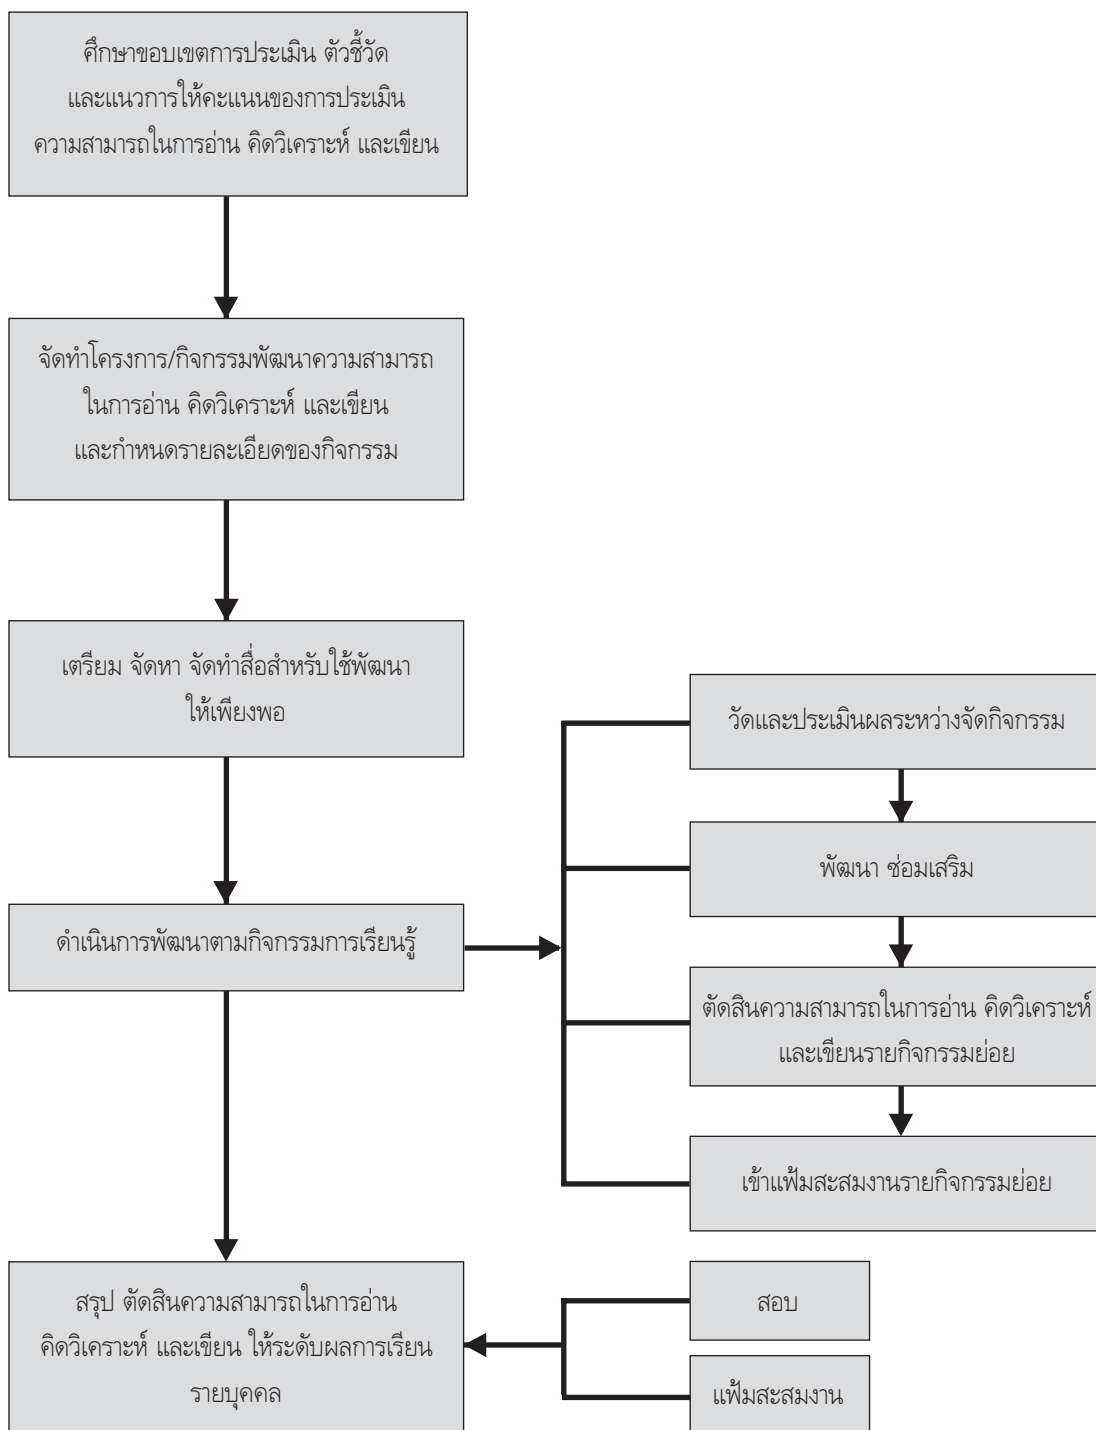 ศึกษาขอบเขตการประเมิน ตัวชี้วัด
และแนวการให้คะแนนของการประเมิน
ความสามารถในการอ่าน คิดวิเคราะห์ และเขียน
จัดทำโครงการ/กิจกรรมพัฒนาความสามารถ
ในการอ่าน คิดวิเคราะห์ และเขียน
และกำหนดรายละเอียดของกิจกรรม
เตรียม จัดหา จัดทำสื่อสำหรับใช้พัฒนา
ให้เพียงพอ
ดำเนินการพัฒนาตามกิจกรรมการเรียนรู้
วัดและประเมินผลระหว่างจัดกิจกรรม
พัฒนา ซ่อมเสริม
ตัดสินความสามารถในการอ่าน คิดวิเคราะห์
และเขียนรายกิจกรรมย่อย
เข้าแฟ้มสะสมงานรายกิจกรรมย่อย
สรุป ตัดสินความสามารถในการอ่าน
คิดวิเคราะห์ และเขียน ให้ระดับผลการเรียน
รายบุคคล
สอบ
แฟ้มสะสมงาน